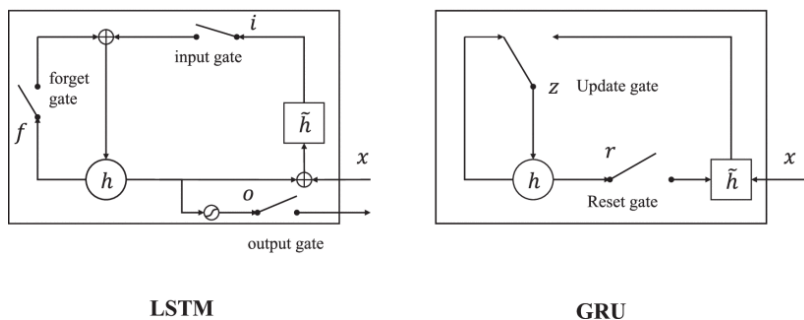 i
input gate
forget
gate
f
h̃
h
x
o
output gate
LSTM
z Update gate
r
h
h̃
x
Reset gate
GRU